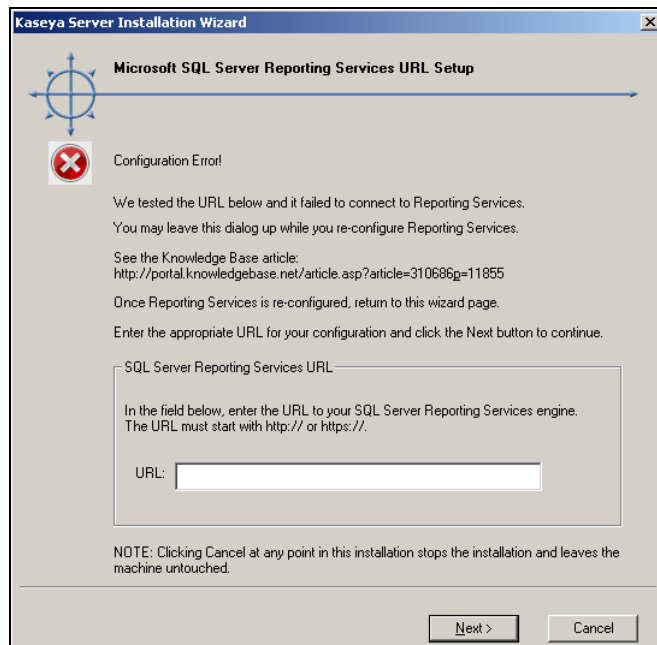 Kaseya Server Installation Wizard
Microsoft SQL Server Reporting Services URL Setup
Configuration Error!
We tested the URL below and it failed to connect to Reporting Services.
You may leave this dialog up while you re-configure Reporting Services.
See the Knowledge Base article:
http://portal.knowledgebase.net/article.asp?article=310686p=11855
Once Reporting Services is re-configured, return to this wizard page.
Enter the appropriate URL for your configuration and click the Next button to continue.
SQL Server Reporting Services URL
In the field below, enter the URL to your SQL Server Reporting Services engine.
The URL must start with http:// or https://.
URL:
NOTE: Clicking Cancel at any point in this installation stops the installation and leaves the
machine untouched.
Next >
Cancel